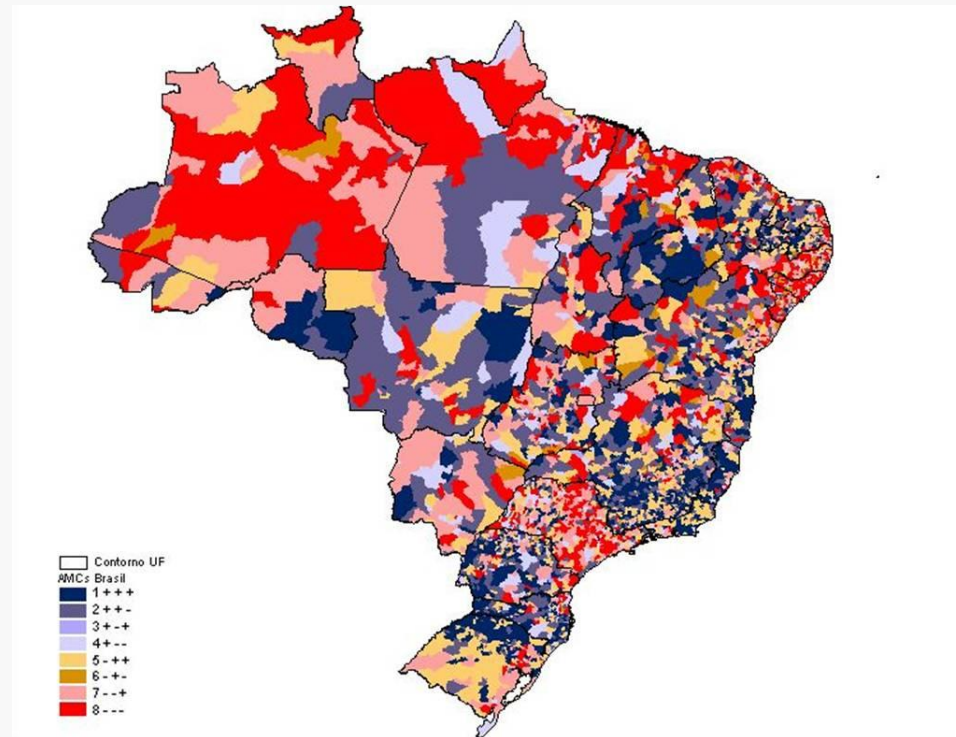 Contorno UF
AMCs Brasil
1 + + +
2 + + -
3 + - +
4 + - -
5 - + +
6 - + -
7 - - +
8 - - -